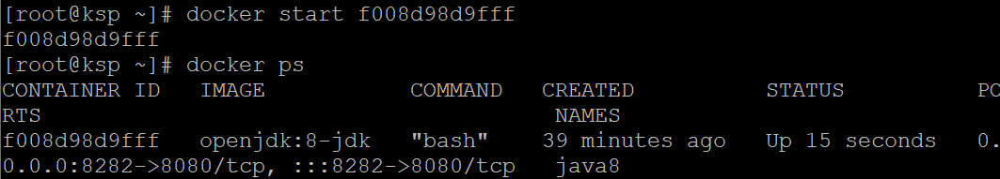 [root@ksp ~]# docker start f008d98d9fff
f008d98d9fff
[root@ksp ~]# docker ps
CONTAINER ID   IMAGE          COMMAND   CREATED          STATUS          PO
RTS                                       NAMES
f008d98d9fff   openjdk:8-jdk   "bash"    39 minutes ago   Up 15 seconds   0.
0.0.0:8282->8080/tcp, :::8282->8080/tcp   java8